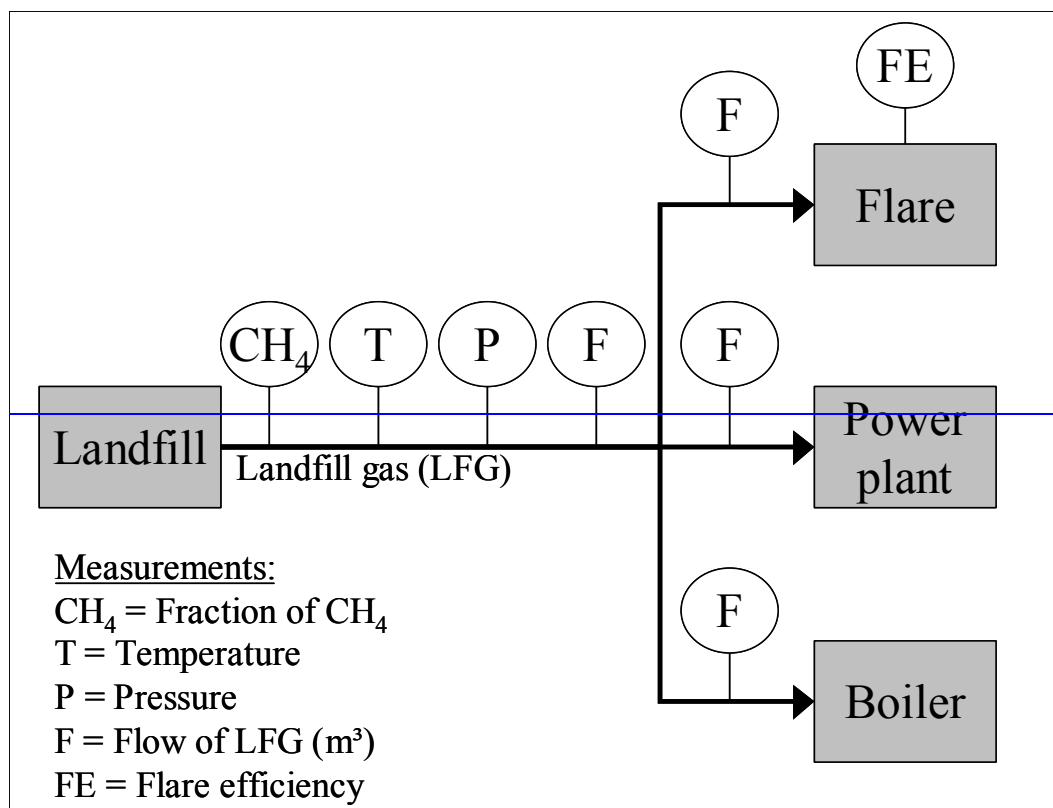 FE
F
Flare
CH₄ T P F F
Landfill
Landfill gas (LFG)
Power
plant
F
Boiler
Measurements:
CH₄ = Fraction of CH₄
T = Temperature
P = Pressure
F = Flow of LFG (m³)
FE = Flare efficiency